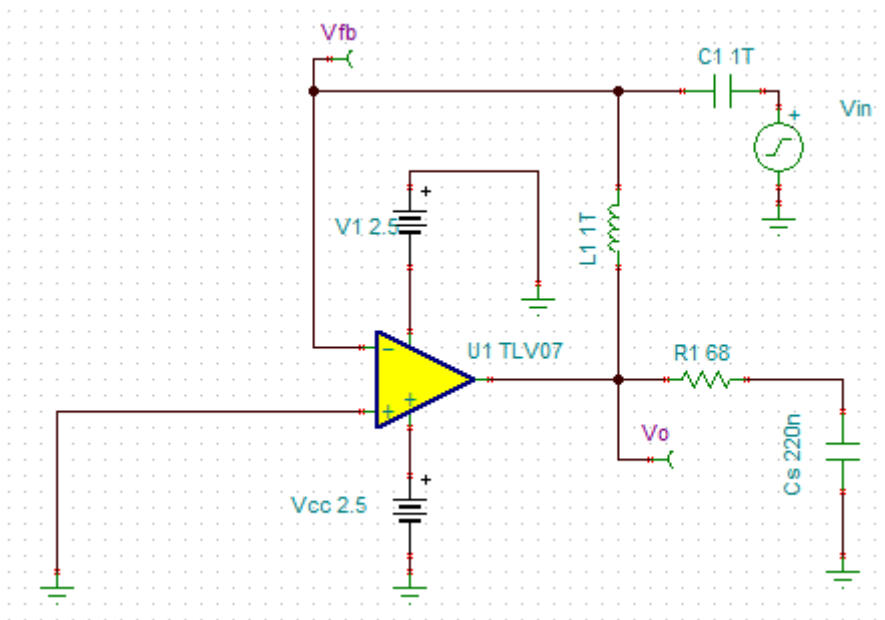 Vfb
C1 1T
+
Vin
+
V1 2.5
L1 1T
U1 TLV07
R1 68
−
+
+
Vo
Cs 220n
+
Vcc 2.5